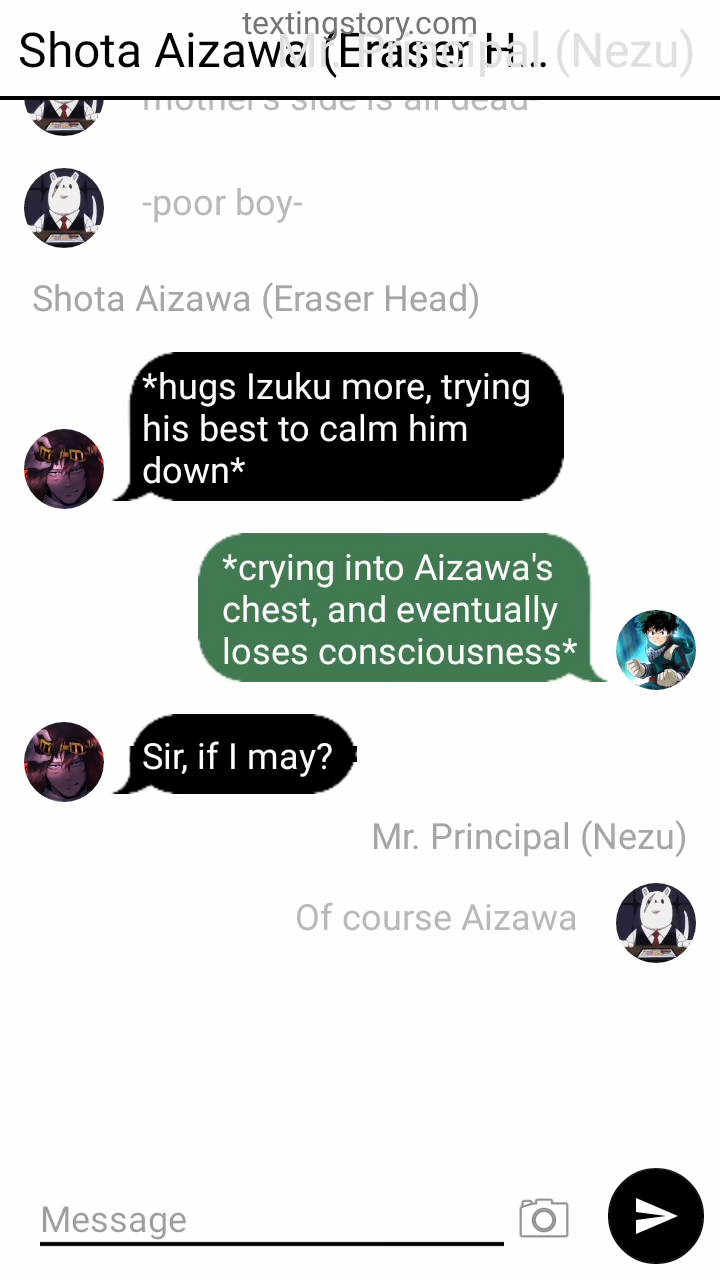 textingstory.com
Shota Aizawa (Eraser H... Mr. Principal (Nezu)
mother's side is all dead-
-poor boy-
Shota Aizawa (Eraser Head)
*hugs Izuku more, trying
his best to calm him
down*
*crying into Aizawa's
chest, and eventually
loses consciousness*
Sir, if I may?
Mr. Principal (Nezu)
Of course Aizawa
Message